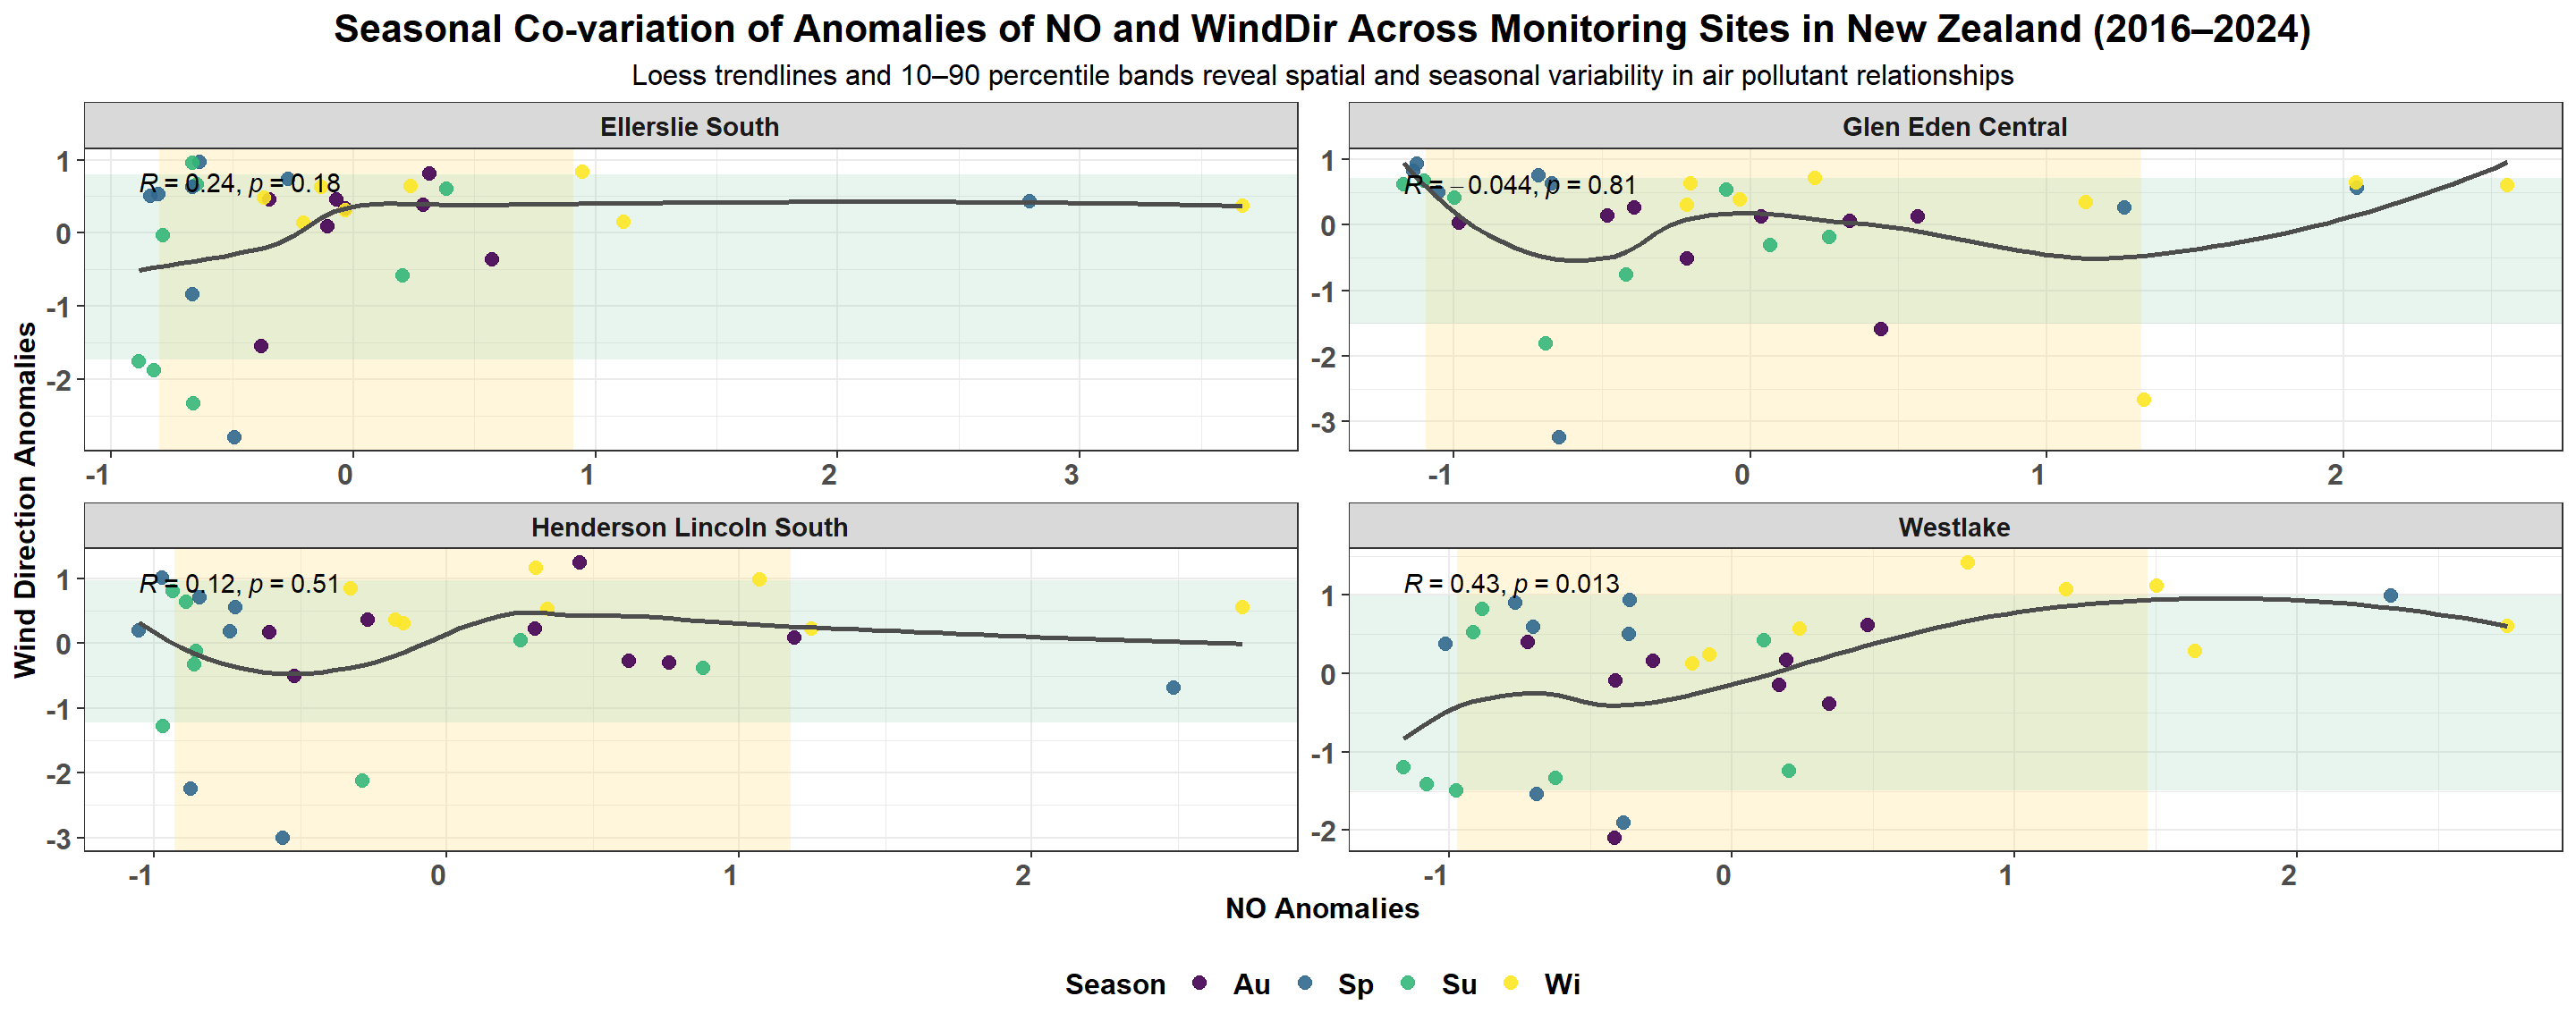 Seasonal Co-variation of Anomalies of NO and WindDir Across Monitoring Sites in New Zealand (2016–2024)
Loess trendlines and 10–90 percentile bands reveal spatial and seasonal variability in air pollutant relationships
Ellerslie South
R = 0.24, p = 0.18
1
0
-1
-2
-1 0 1 2 3
Glen Eden Central
R = −0.044, p = 0.81
1
0
-1
-2
-3
-1 0 1 2
Henderson Lincoln South
R = 0.12, p = 0.51
1
0
-1
-2
-3
-1 0 1 2
Westlake
R = 0.43, p = 0.013
1
0
-1
-2
-1 0 1 2
Wind Direction Anomalies
NO Anomalies
Season Au Sp Su Wi